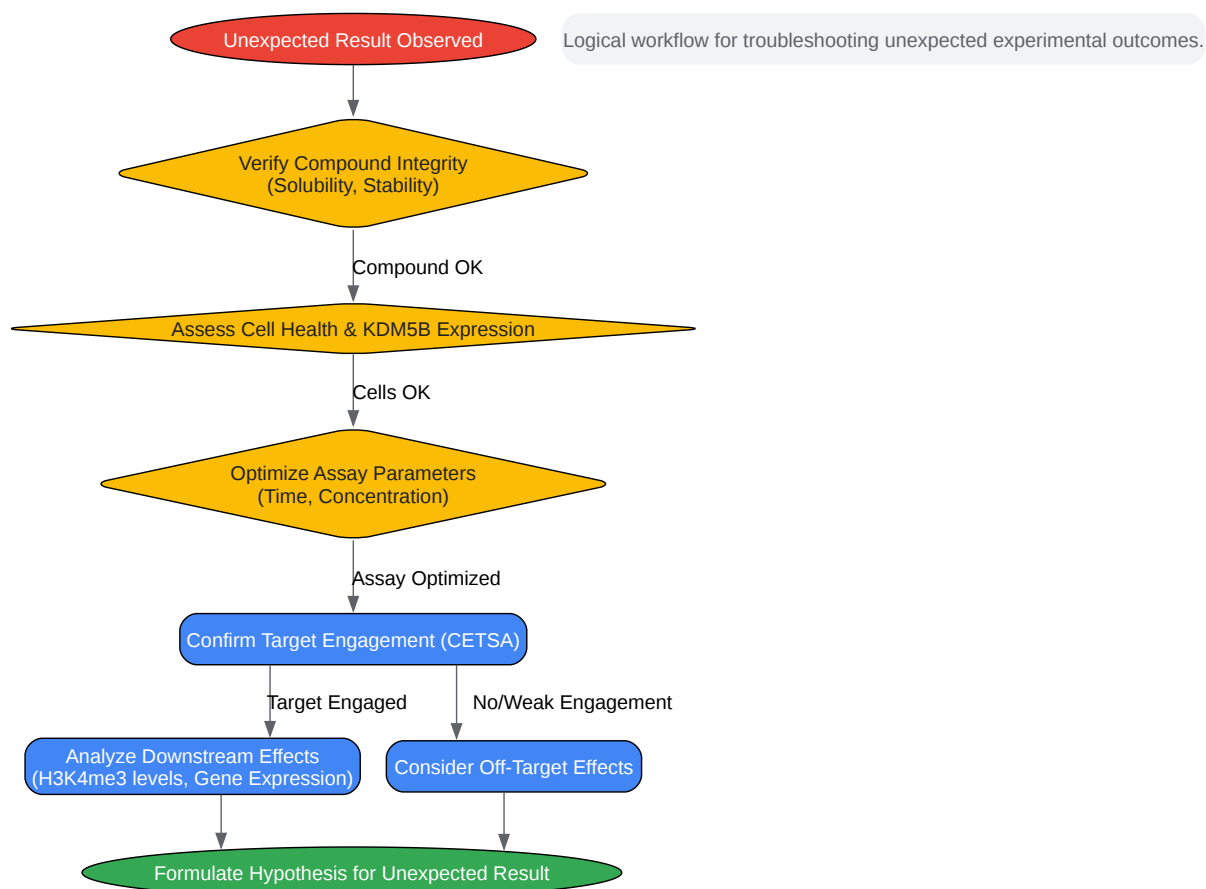 Unexpected Result Observed
Logical workflow for troubleshooting unexpected experimental outcomes.
Verify Compound Integrity
(Solubility, Stability)
Compound OK
Assess Cell Health & KDM5B Expression
Cells OK
Optimize Assay Parameters
(Time, Concentration)
Assay Optimized
Confirm Target Engagement (CETSA)
Target Engaged
No/Weak Engagement
Analyze Downstream Effects
(H3K4me3 levels, Gene Expression)
Consider Off-Target Effects
Formulate Hypothesis for Unexpected Result